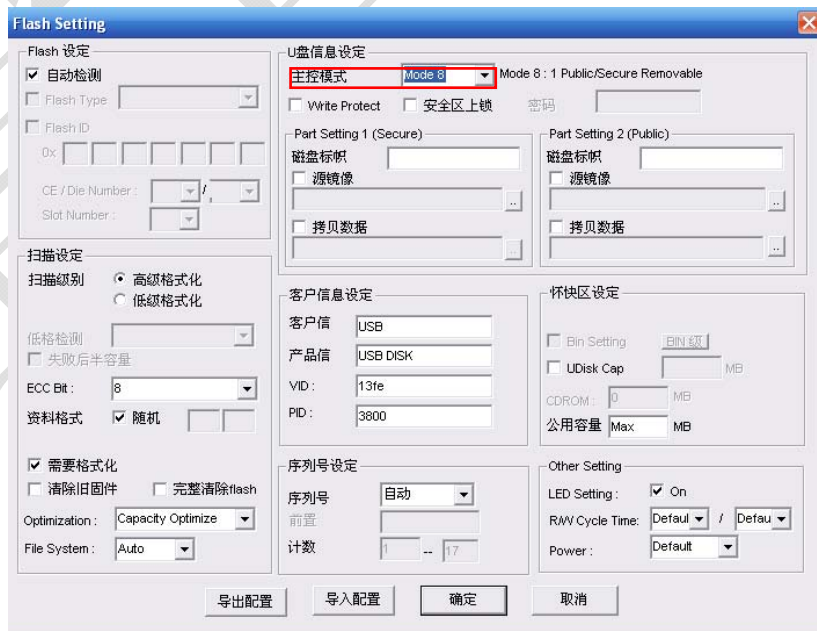 Flash Setting
Flash 设定
自动检测
Flash Type
Flash ID
0x
CE / Die Number : /
Slot Number :
扫描设定
扫描级别 高级格式化
低级格式化
低格检测
失败后半容量
ECC Bit : 8
资料格式 随机
需要格式化
清除旧固件 完整清除flash
Optimization : Capacity Optimize
File System : Auto
U盘信息设定
主控模式 Mode 8 Mode 8 : 1 Public/Secure Removable
Write Protect 安全区上锁 密码
Part Setting 1 (Secure)
磁盘标帜
源镜像
..
拷贝数据
..
Part Setting 2 (Public)
磁盘标帜
源镜像
..
拷贝数据
..
客户信息设定
客户信 USB
产品信 USB DISK
VID : 13fe
PID : 3800
怀快区设定
Bin Setting BIN 级
UDisk Cap MB
CDROM : 0 MB
公用容量 Max MB
序列号设定
序列号 自动
前置
计数 1 -- 17
Other Setting
LED Setting : On
R/W Cycle Time: Defaul / Defau
Power : Default
导出配置 导入配置 确定 取消